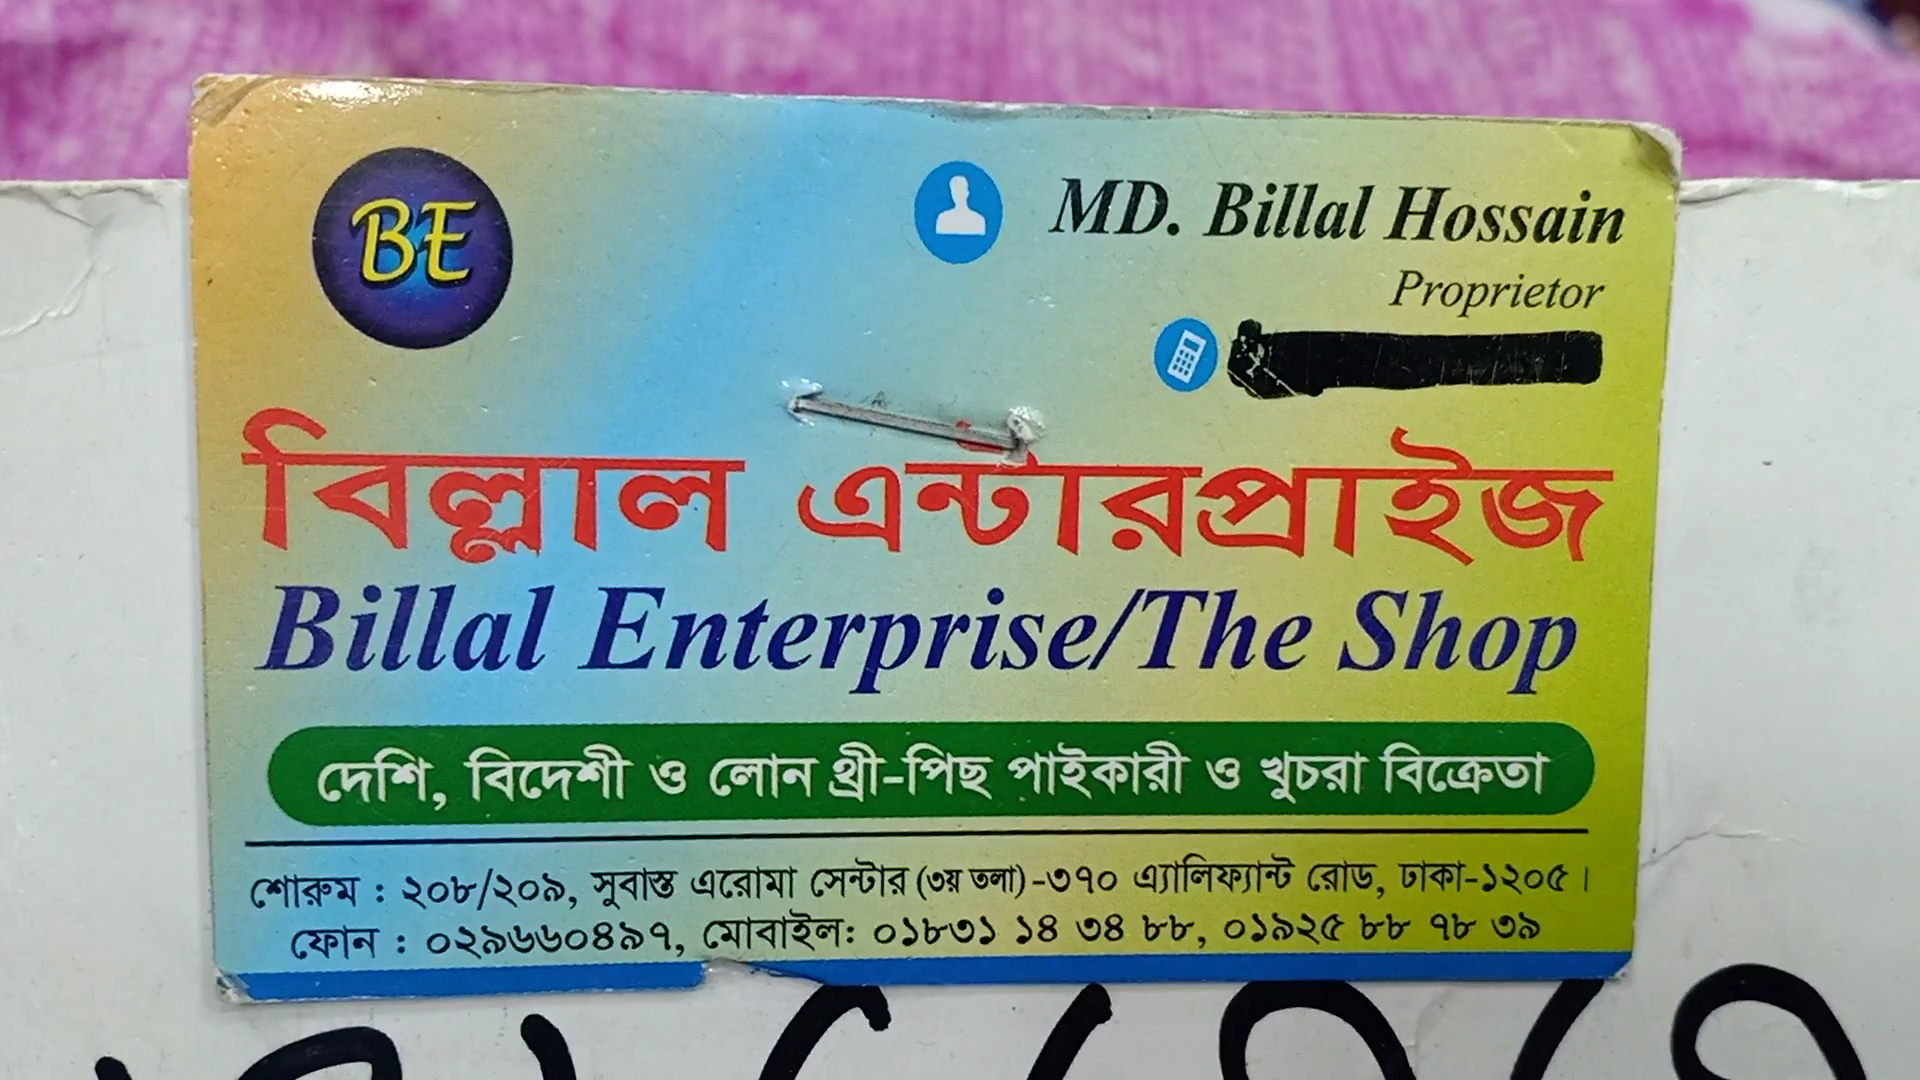 BE
MD. Billal Hossain
Proprietor
বিল্লাল এন্টারপ্রাইজ
Billal Enterprise/The Shop
দেশি, বিদেশী ও লোন থ্রী-পিছ পাইকারী ও খুচরা বিক্রেতা
শোরুম : ২০৮/২০৯, সুবাস্ত এরোমা সেন্টার (৩য় তলা)-৩৭০ এ্যালিফ্যান্ট রোড, ঢাকা-১২০৫।
ফোন : ০২৯৬৬০৪৯৭, মোবাইল: ০১৮৩১ ১৪ ৩৪ ৮৮, ০১৯২৫ ৮৮ ৭৮ ৩৯